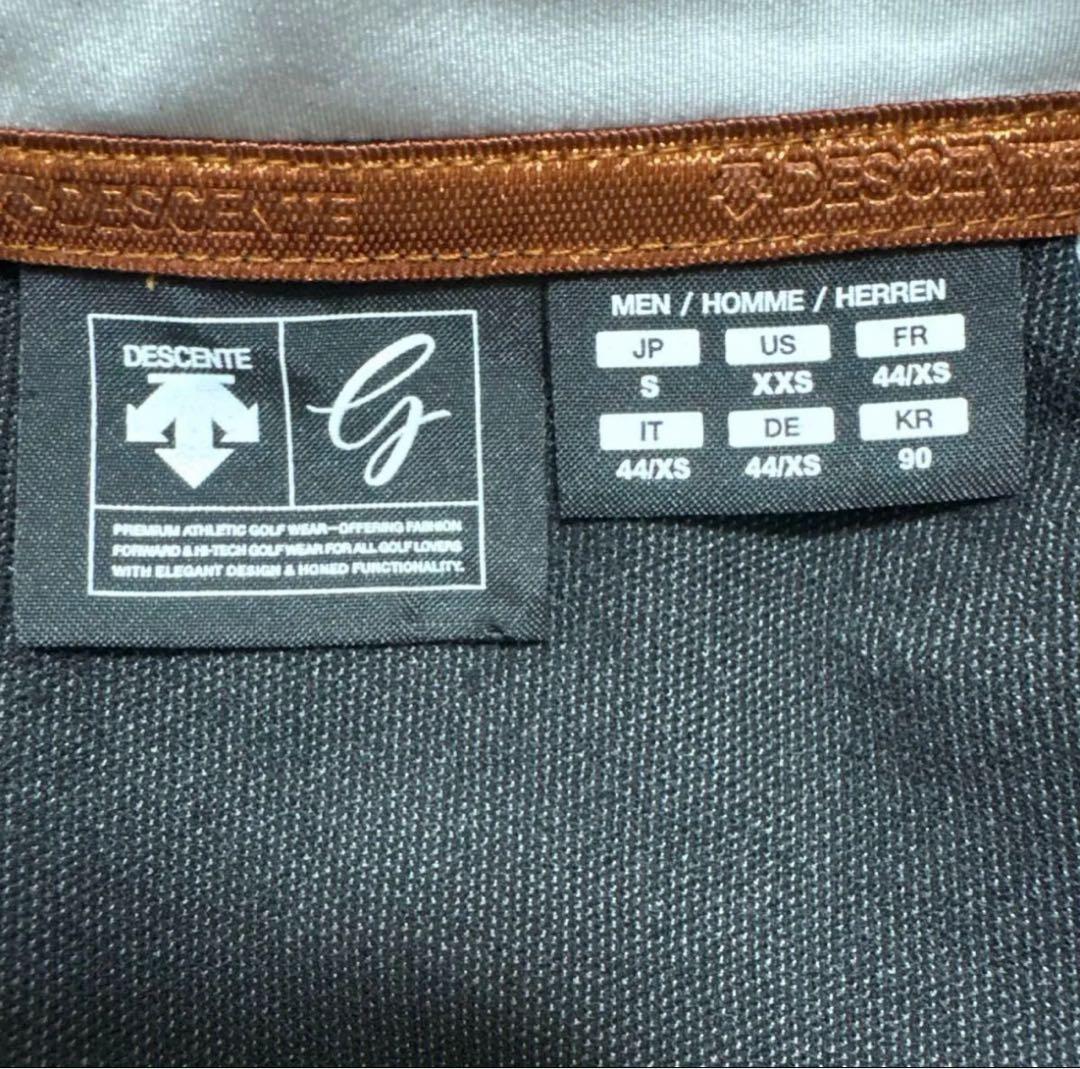 DESCENTE
DESCENTE
DESCENTE
G
PREMIUM ATHLETIC GOLF WEAR—OFFERING FASHION
FORWARD & HI-TECH GOLF WEAR FOR ALL GOLF LOVERS
WITH ELEGANT DESIGN & HONED FUNCTIONALITY.
MEN / HOMME / HERREN
JP US FR
S XXS 44/XS
IT DE KR
44/XS 44/XS 90